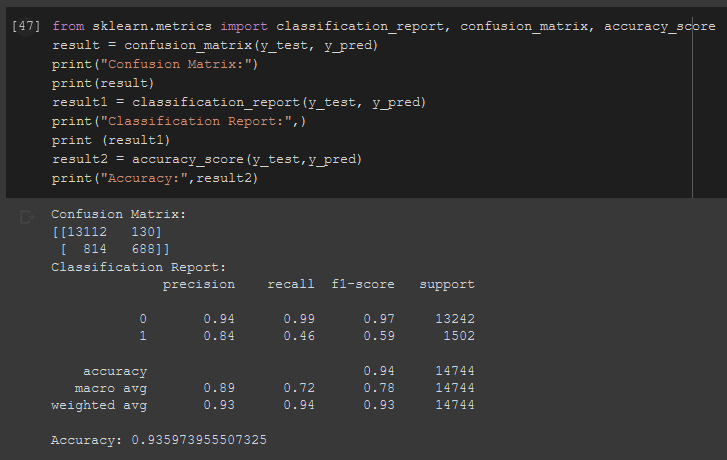 [47] from sklearn.metrics import classification_report, confusion_matrix, accuracy_score
result = confusion_matrix(y_test, y_pred)
print("Confusion Matrix:")
print(result)
result1 = classification_report(y_test, y_pred)
print("Classification Report:",)
print (result1)
result2 = accuracy_score(y_test,y_pred)
print("Accuracy:",result2)
Confusion Matrix:
[[13112   130]
 [  814   688]]
Classification Report:
              precision    recall  f1-score   support

           0       0.94      0.99      0.97     13242
           1       0.84      0.46      0.59      1502

    accuracy                           0.94     14744
   macro avg       0.89      0.72      0.78     14744
weighted avg       0.93      0.94      0.93     14744

Accuracy: 0.935973955507325